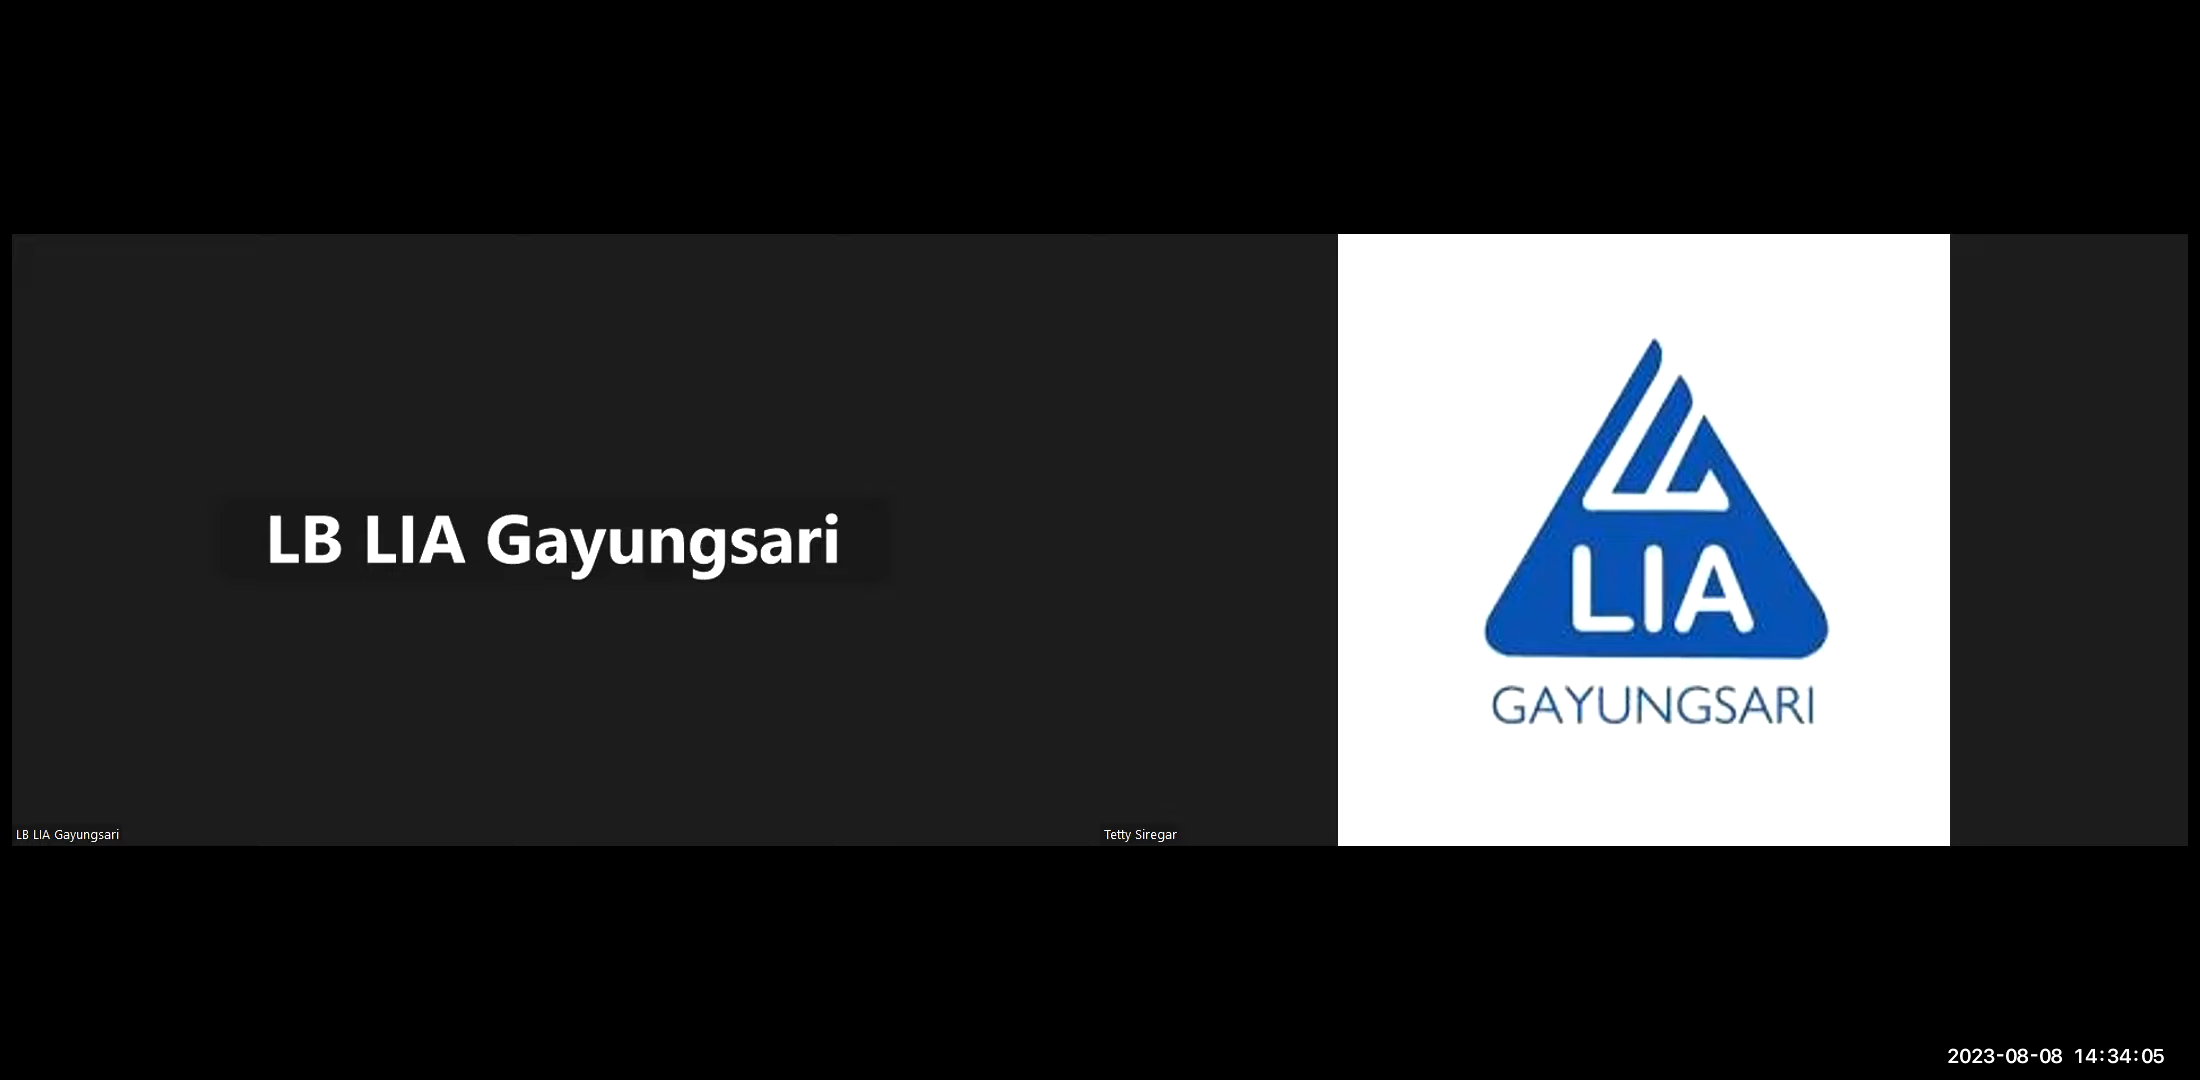 LB LIA Gayungsari
LIA
GAYUNGSARI
LB LIA Gayungsari
Tetty Siregar
2023-08-08 14:34:05